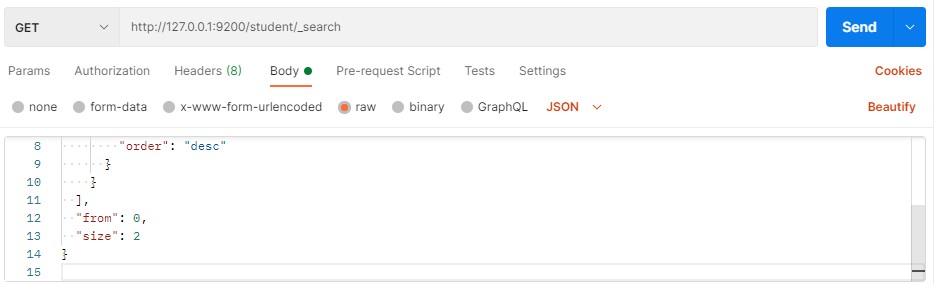 GET http://127.0.0.1:9200/student/_search Send
Params Authorization Headers (8) Body Pre-request Script Tests Settings Cookies
none form-data x-www-form-urlencoded raw binary GraphQL JSON Beautify
8 "order": "desc"
9 }
10 }
11 ],
12 "from": 0,
13 "size": 2
14 }
15